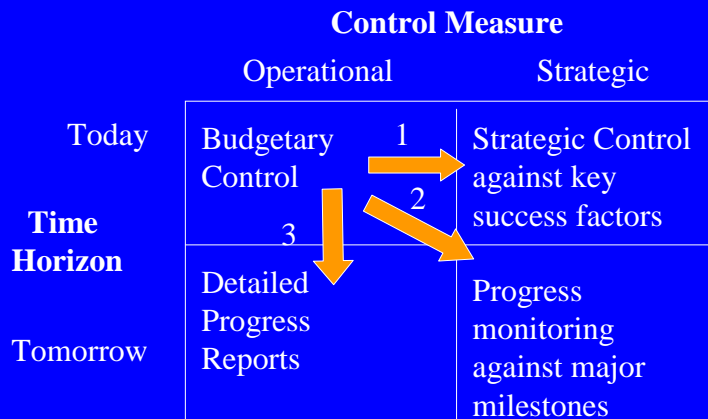 Control Measure
Operational Strategic
Today
Budgetary
Control
1
Strategic Control
against key
success factors
2
3
Time
Horizon
Tomorrow
Detailed
Progress
Reports
Progress
monitoring
against major
milestones